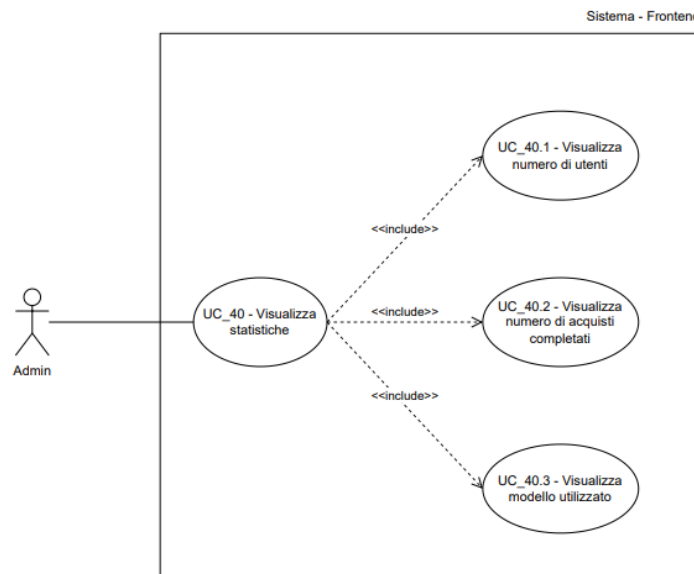 Sistema - Frontend
UC_40.1 - Visualizza
numero di utenti
<<include>>
UC_40 - Visualizza
statistiche
<<include>>
UC_40.2 - Visualizza
numero di acquisti
completati
Admin
<<include>>
UC_40.3 - Visualizza
modello utilizzato